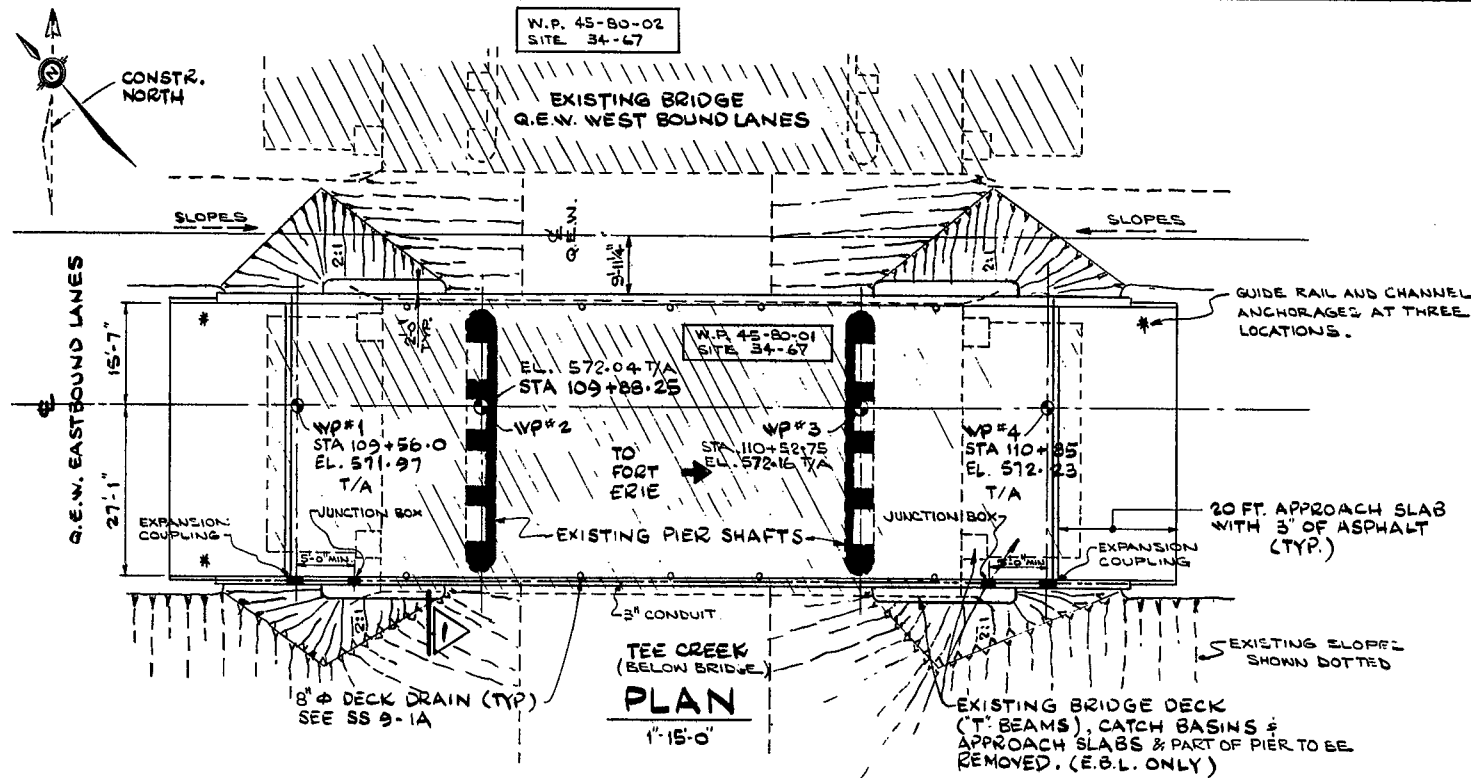 W.P. 45-80-02
SITE 34-67
CONSTR.
NORTH
EXISTING BRIDGE
Q.E.W. WEST BOUND LANES
SLOPES
SLOPES
2:1
℄
Q.E.W.
9'-11¼"
2:1
Q.E.W. EASTBOUND LANES
℄
15'-7"
27'-1"
*
2'-0"
TYP.
W.P. 45-80-01
SITE 34-67
*
GUIDE RAIL AND CHANNEL
ANCHORAGES AT THREE
LOCATIONS.
EL. 572.04 T/A
STA 109+88.25
WP#1
STA 109+56.0
EL. 571.97
T/A
WP#2
WP#3
STA. 110+52.75
EL. 572.16 T/A
TO
FORT
ERIE
WP#4
STA 110+85
EL. 572.23
T/A
EXPANSION
COUPLING
JUNCTION BOX
5'-0" MIN.
*
EXISTING PIER SHAFTS
JUNCTION BOX
5'-0" MIN
EXPANSION
COUPLING
20 FT. APPROACH SLAB
WITH 3" OF ASPHALT
(TYP.)
3" CONDUIT
2:1
1
2:1
TEE CREEK
(BELOW BRIDGE)
EXISTING SLOPES
SHOWN DOTTED
8" Φ DECK DRAIN (TYP)
SEE SS 9-1A
PLAN
1"-15'-0"
EXISTING BRIDGE DECK
("T" BEAMS), CATCH BASINS &
APPROACH SLABS & PART OF PIER TO BE
REMOVED. (E.B.L. ONLY)